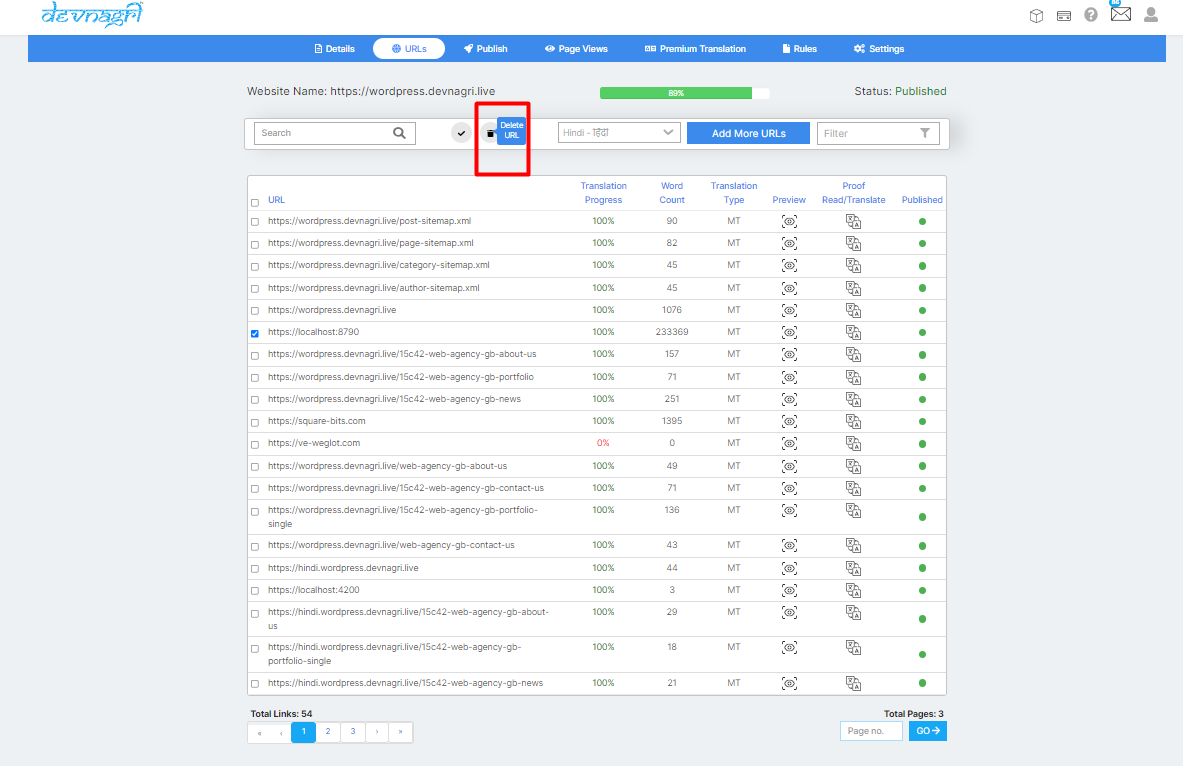 devnagri
86
Details URLs Publish Page Views Premium Translation Rules Settings
Website Name: https://wordpress.devnagri.live 89% Status: Published
Search Delete URL Hindi - हिंदी Add More URLs Filter
URL Translation Progress Word Count Translation Type Preview Proof Read/Translate Published
https://wordpress.devnagri.live/post-sitemap.xml 100% 90 MT
https://wordpress.devnagri.live/page-sitemap.xml 100% 82 MT
https://wordpress.devnagri.live/category-sitemap.xml 100% 45 MT
https://wordpress.devnagri.live/author-sitemap.xml 100% 45 MT
https://wordpress.devnagri.live 100% 1076 MT
https://localhost:8790 100% 233369 MT
https://wordpress.devnagri.live/15c42-web-agency-gb-about-us 100% 157 MT
https://wordpress.devnagri.live/15c42-web-agency-gb-portfolio 100% 71 MT
https://wordpress.devnagri.live/15c42-web-agency-gb-news 100% 251 MT
https://square-bits.com 100% 1395 MT
https://ve-weglot.com 0% 0 MT
https://wordpress.devnagri.live/web-agency-gb-about-us 100% 49 MT
https://wordpress.devnagri.live/15c42-web-agency-gb-contact-us 100% 71 MT
https://wordpress.devnagri.live/15c42-web-agency-gb-portfolio- 100% 136 MT
single
https://wordpress.devnagri.live/web-agency-gb-contact-us 100% 43 MT
https://hindi.wordpress.devnagri.live 100% 44 MT
https://localhost:4200 100% 3 MT
https://hindi.wordpress.devnagri.live/15c42-web-agency-gb-about- 100% 29 MT
us
https://hindi.wordpress.devnagri.live/15c42-web-agency-gb- 100% 18 MT
portfolio-single
https://hindi.wordpress.devnagri.live/15c42-web-agency-gb-news 100% 21 MT
Total Links: 54 Total Pages: 3
« ‹ 1 2 3 › » Page no. GO →